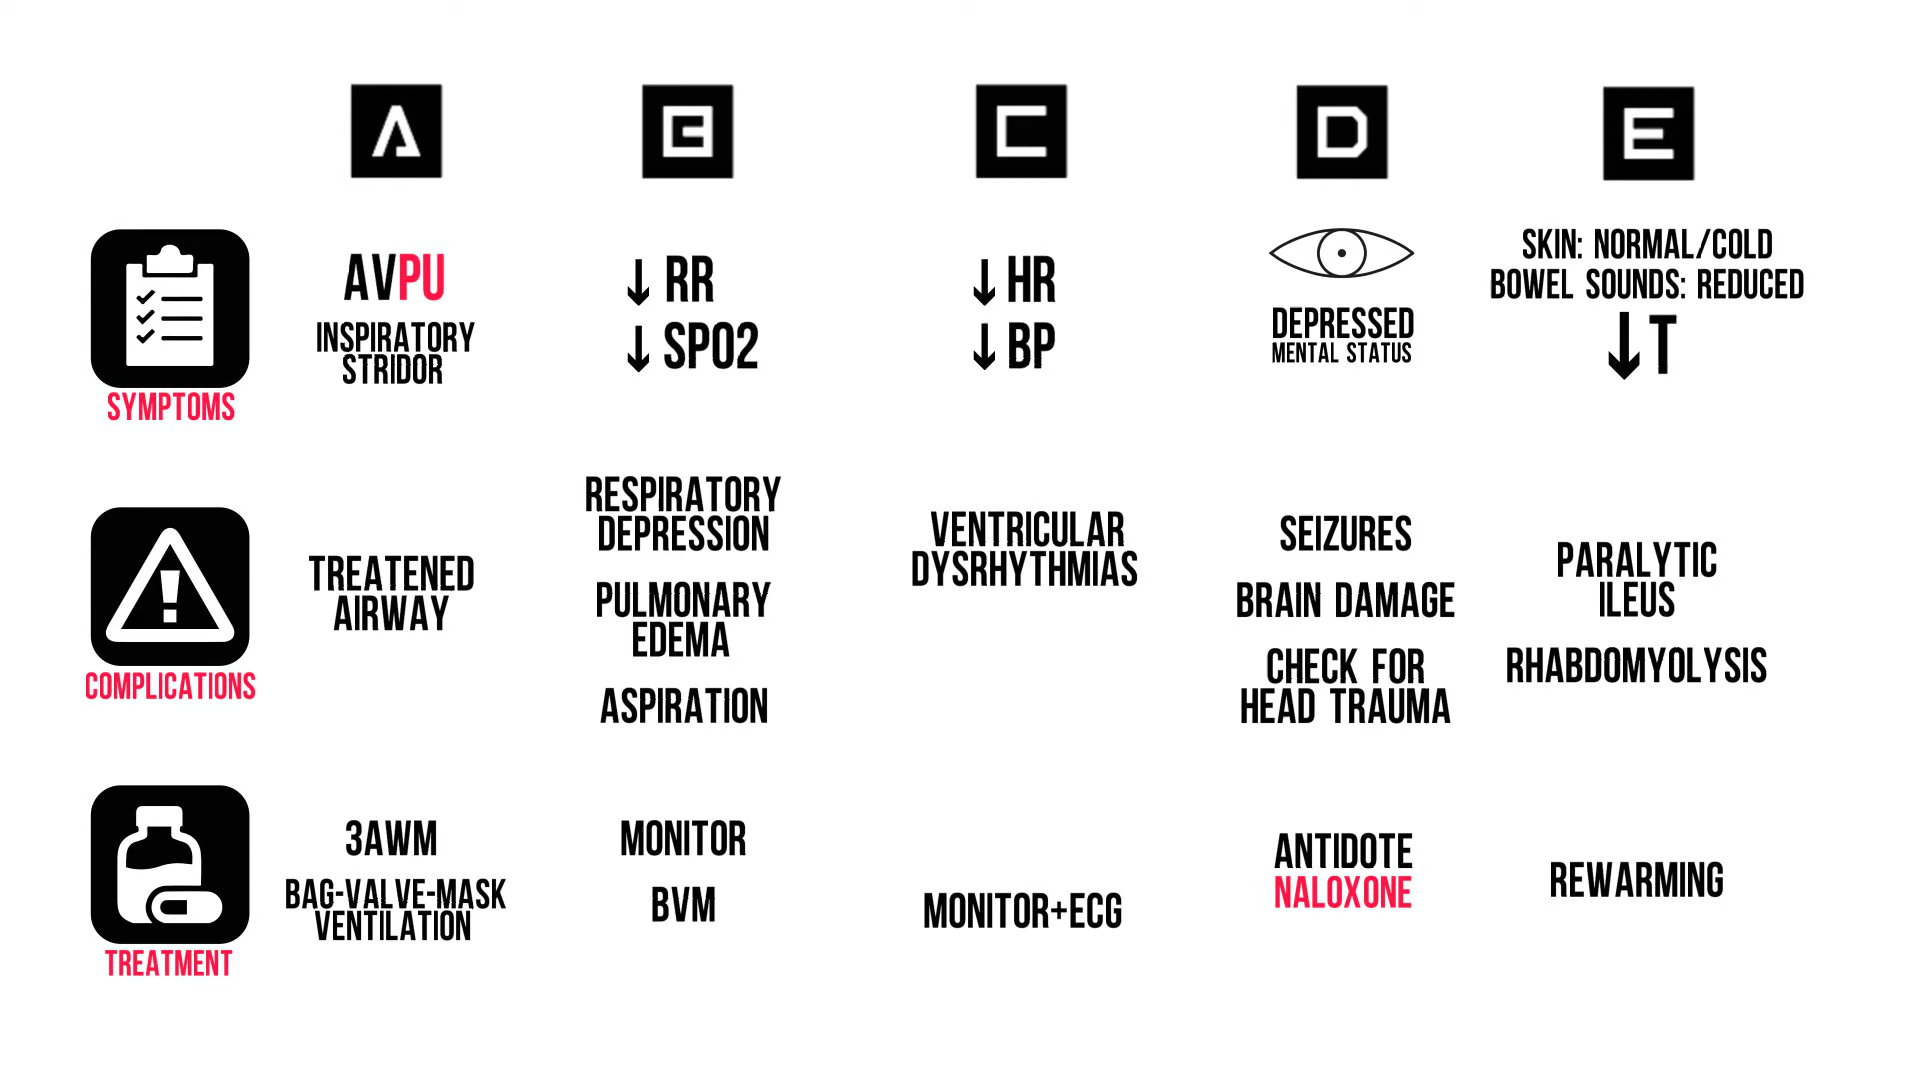 A B C D E
AVPU
INSPIRATORY
STRIDOR
↓ RR
↓ SPO2
↓ HR
↓ BP
DEPRESSED
MENTAL STATUS
SKIN: NORMAL/COLD
BOWEL SOUNDS: REDUCED
↓T
SYMPTOMS
TREATENED
AIRWAY
RESPIRATORY
DEPRESSION
PULMONARY
EDEMA
ASPIRATION
VENTRICULAR
DYSRHYTHMIAS
SEIZURES
BRAIN DAMAGE
CHECK FOR
HEAD TRAUMA
PARALYTIC
ILEUS
RHABDOMYOLYSIS
COMPLICATIONS
3AWM
BAG-VALVE-MASK
VENTILATION
MONITOR
BVM
MONITOR+ECG
ANTIDOTE
NALOXONE
REWARMING
TREATMENT